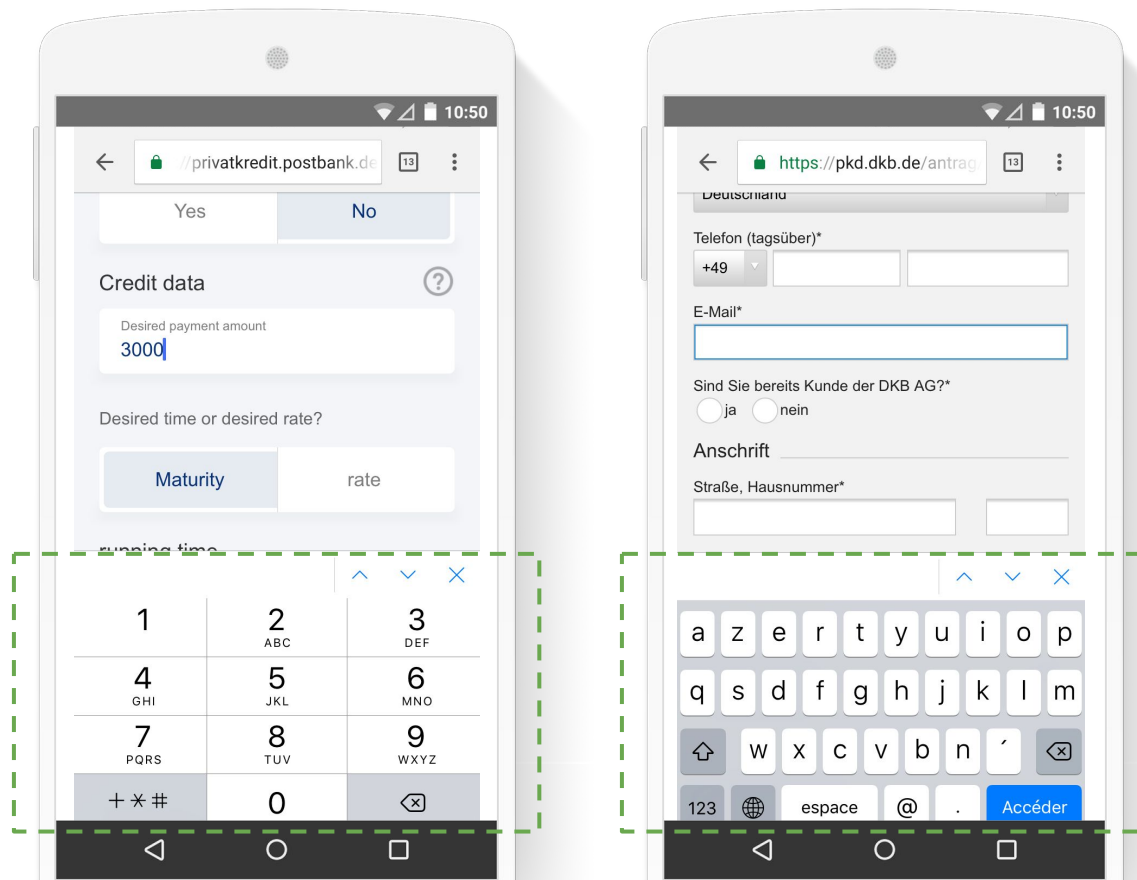 10:50
//privatkredit.postbank.de
13
Yes No
Credit data ?
Desired payment amount
3000
Desired time or desired rate?
Maturity rate
running time
1 2 3
ABC DEF
4 5 6
GHI JKL MNO
7 8 9
PQRS TUV WXYZ
+*# 0
10:50
https://pkd.dkb.de/antrag
13
Deutschland
Telefon (tagsüber)*
+49
E-Mail*
Sind Sie bereits Kunde der DKB AG?*
ja nein
Anschrift
Straße, Hausnummer*
a z e r t y u i o p
q s d f g h j k l m
w x c v b n ´
123 espace @ . Accéder